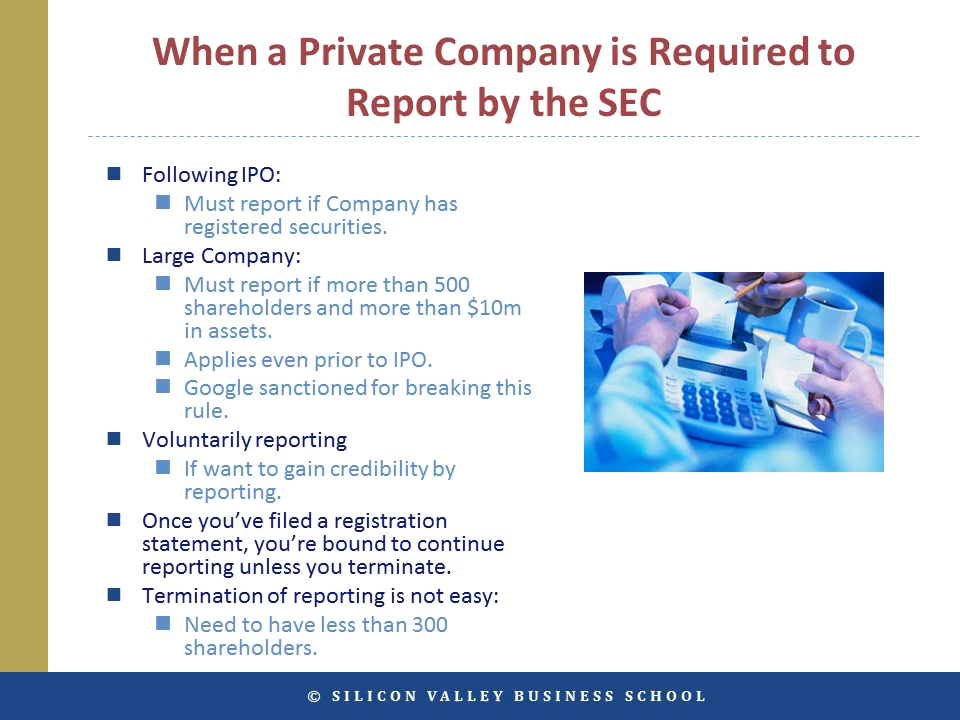 When a Private Company is Required to
Report by the SEC
Following IPO:
Must report if Company has
registered securities.
Large Company:
Must report if more than 500
shareholders and more than $10m
in assets.
Applies even prior to IPO.
Google sanctioned for breaking this
rule.
Voluntarily reporting
If want to gain credibility by
reporting.
Once you’ve filed a registration
statement, you’re bound to continue
reporting unless you terminate.
Termination of reporting is not easy:
Need to have less than 300
shareholders.
© SILICON VALLEY BUSINESS SCHOOL